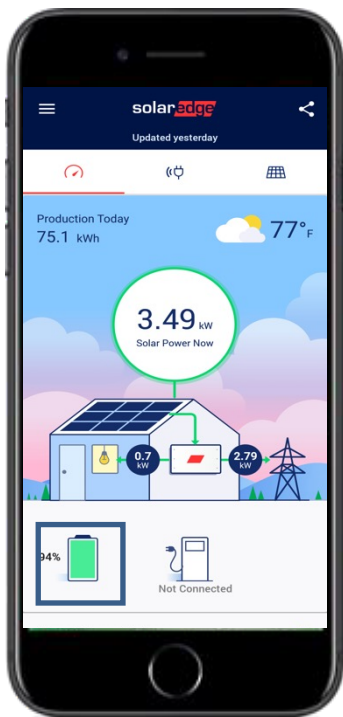 solaredge
Updated yesterday
Production Today
75.1 kWh
77°F
3.49 kW
Solar Power Now
0.7
kW
2.79
kW
94%
Not Connected